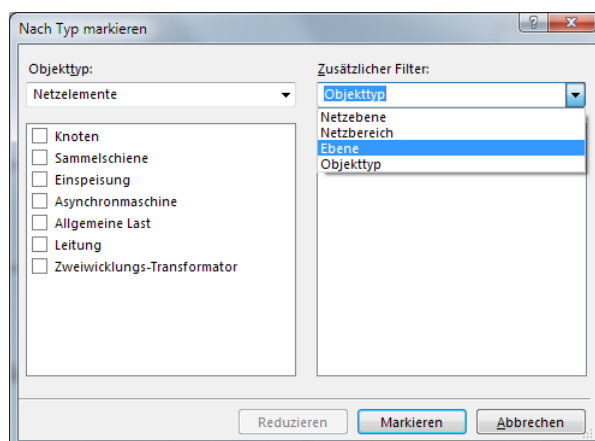 Nach Typ markieren
Objekttyp:
Netzelemente
Knoten
Sammelschiene
Einspeisung
Asynchronmaschine
Allgemeine Last
Leitung
Zweiwicklungs-Transformator
Zusätzlicher Filter:
Objekttyp
Netzebene
Netzbereich
Ebene
Objekttyp
Reduzieren
Markieren
Abbrechen